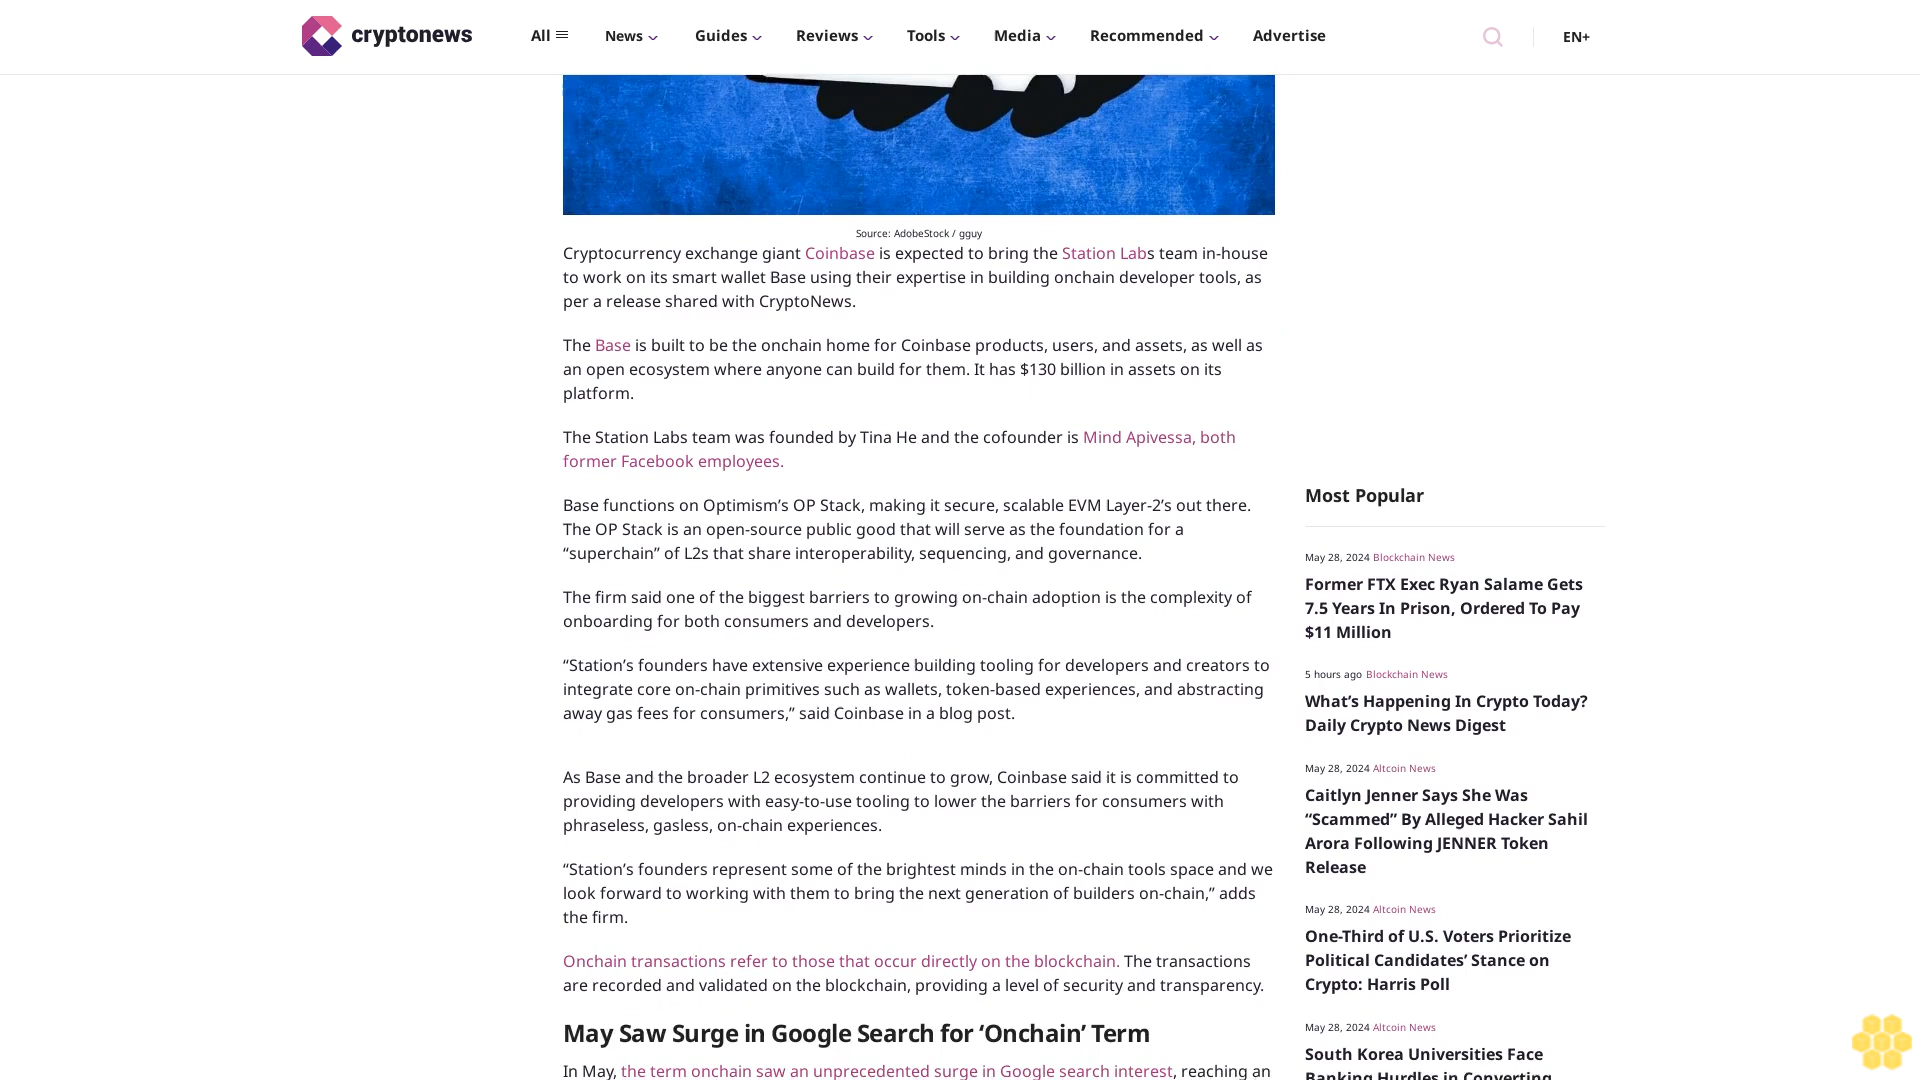 cryptonews
All
News
Guides
Reviews
Tools
Media
Recommended
Advertise
EN+
Source: AdobeStock / gguy
Cryptocurrency exchange giant Coinbase is expected to bring the Station Labs team in-house
to work on its smart wallet Base using their expertise in building onchain developer tools, as
per a release shared with CryptoNews.
The Base is built to be the onchain home for Coinbase products, users, and assets, as well as
an open ecosystem where anyone can build for them. It has $130 billion in assets on its
platform.
The Station Labs team was founded by Tina He and the cofounder is Mind Apivessa, both
former Facebook employees.
Base functions on Optimism’s OP Stack, making it secure, scalable EVM Layer-2’s out there.
The OP Stack is an open-source public good that will serve as the foundation for a
“superchain” of L2s that share interoperability, sequencing, and governance.
The firm said one of the biggest barriers to growing on-chain adoption is the complexity of
onboarding for both consumers and developers.
“Station’s founders have extensive experience building tooling for developers and creators to
integrate core on-chain primitives such as wallets, token-based experiences, and abstracting
away gas fees for consumers,” said Coinbase in a blog post.
As Base and the broader L2 ecosystem continue to grow, Coinbase said it is committed to
providing developers with easy-to-use tooling to lower the barriers for consumers with
phraseless, gasless, on-chain experiences.
“Station’s founders represent some of the brightest minds in the on-chain tools space and we
look forward to working with them to bring the next generation of builders on-chain,” adds
the firm.
Onchain transactions refer to those that occur directly on the blockchain. The transactions
are recorded and validated on the blockchain, providing a level of security and transparency.
May Saw Surge in Google Search for ‘Onchain’ Term
In May, the term onchain saw an unprecedented surge in Google search interest, reaching an
Most Popular
May 28, 2024 Blockchain News
Former FTX Exec Ryan Salame Gets
7.5 Years In Prison, Ordered To Pay
$11 Million
5 hours ago Blockchain News
What’s Happening In Crypto Today?
Daily Crypto News Digest
May 28, 2024 Altcoin News
Caitlyn Jenner Says She Was
“Scammed” By Alleged Hacker Sahil
Arora Following JENNER Token
Release
May 28, 2024 Altcoin News
One-Third of U.S. Voters Prioritize
Political Candidates’ Stance on
Crypto: Harris Poll
May 28, 2024 Altcoin News
South Korea Universities Face
Banking Hurdles in Converting